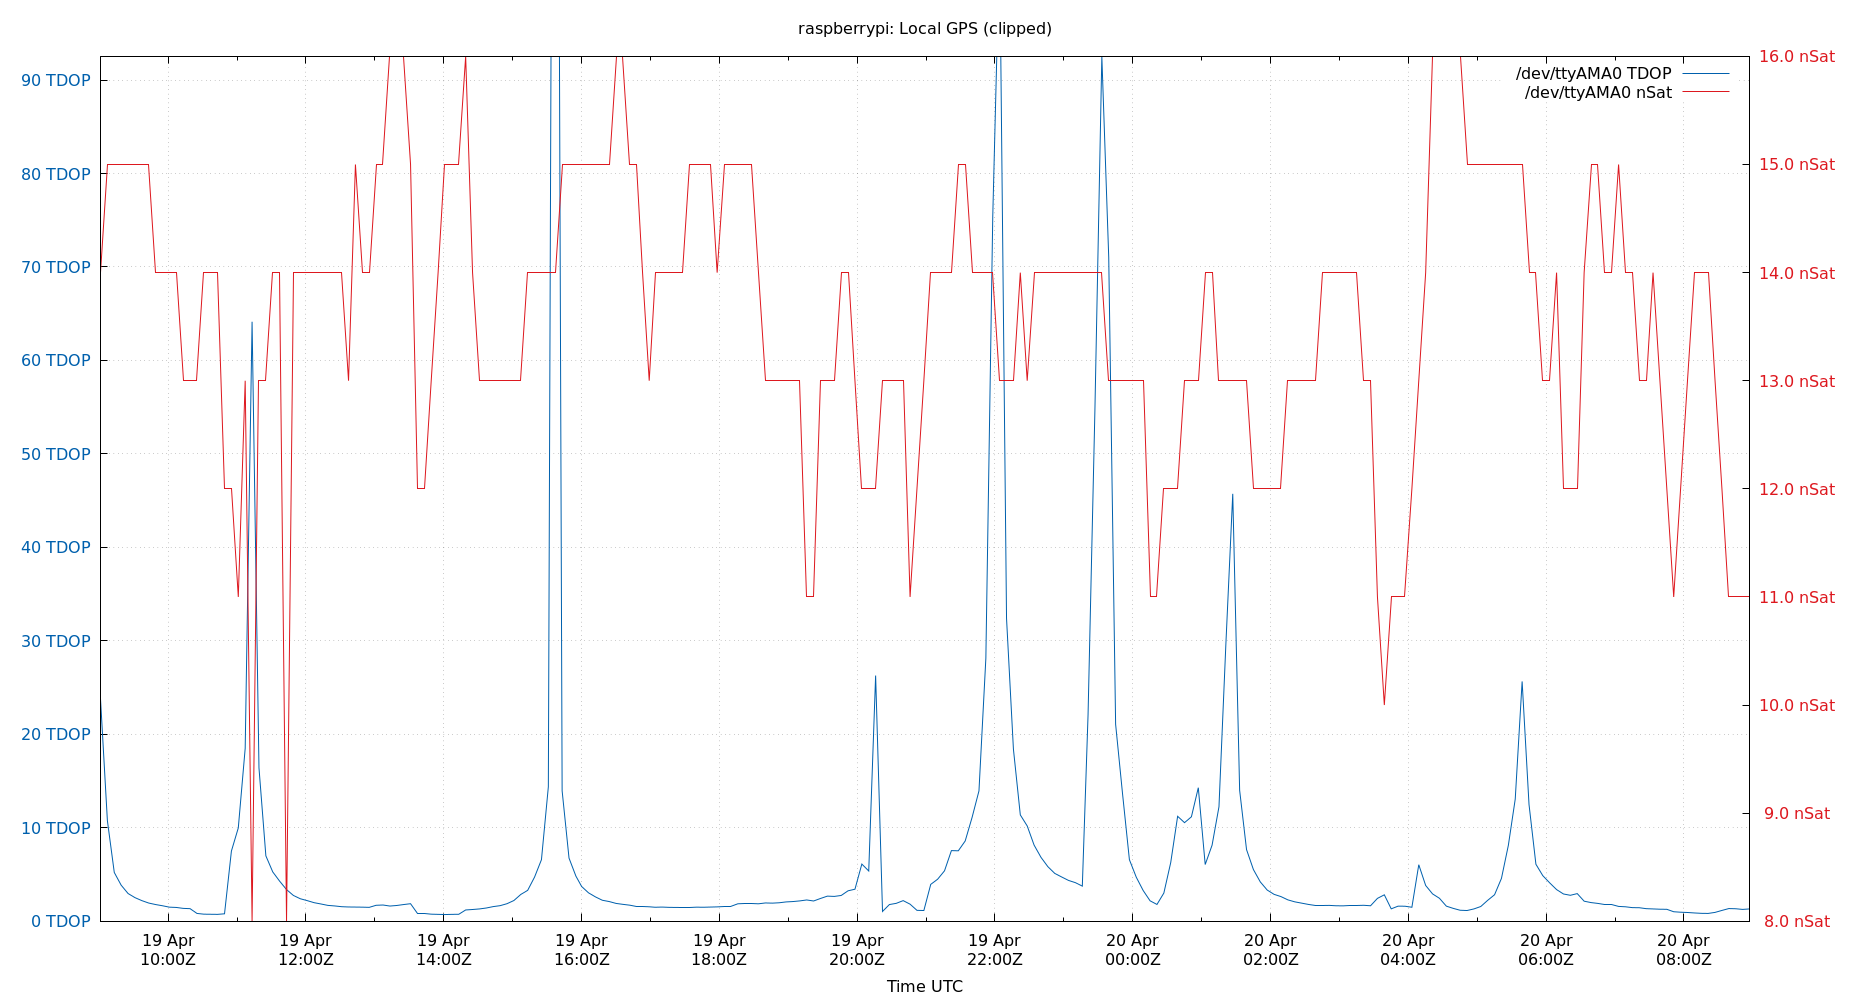 raspberrypi: Local GPS (clipped)
/dev/ttyAMA0 TDOP
/dev/ttyAMA0 nSat
90 TDOP
80 TDOP
70 TDOP
60 TDOP
50 TDOP
40 TDOP
30 TDOP
20 TDOP
10 TDOP
0 TDOP
16.0 nSat
15.0 nSat
14.0 nSat
13.0 nSat
12.0 nSat
11.0 nSat
10.0 nSat
9.0 nSat
8.0 nSat
19 Apr 19 Apr 19 Apr 19 Apr 19 Apr 19 Apr 19 Apr 20 Apr 20 Apr 20 Apr 20 Apr 20 Apr
10:00Z 12:00Z 14:00Z 16:00Z 18:00Z 20:00Z 22:00Z 00:00Z 02:00Z 04:00Z 06:00Z 08:00Z
Time UTC